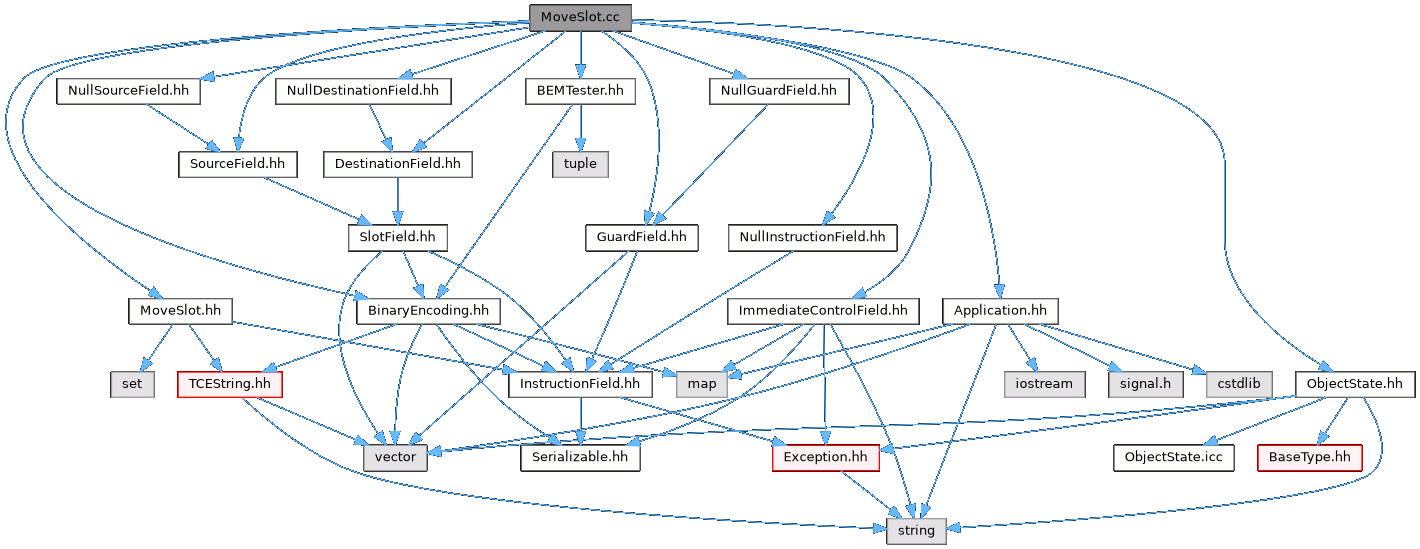 MoveSlot.cc
NullSourceField.hh
NullDestinationField.hh
BEMTester.hh
NullGuardField.hh
SourceField.hh
DestinationField.hh
tuple
SlotField.hh
GuardField.hh
NullInstructionField.hh
MoveSlot.hh
BinaryEncoding.hh
ImmediateControlField.hh
Application.hh
set
TCEString.hh
InstructionField.hh
map
iostream
signal.h
cstdlib
ObjectState.hh
vector
Serializable.hh
Exception.hh
ObjectState.icc
BaseType.hh
string